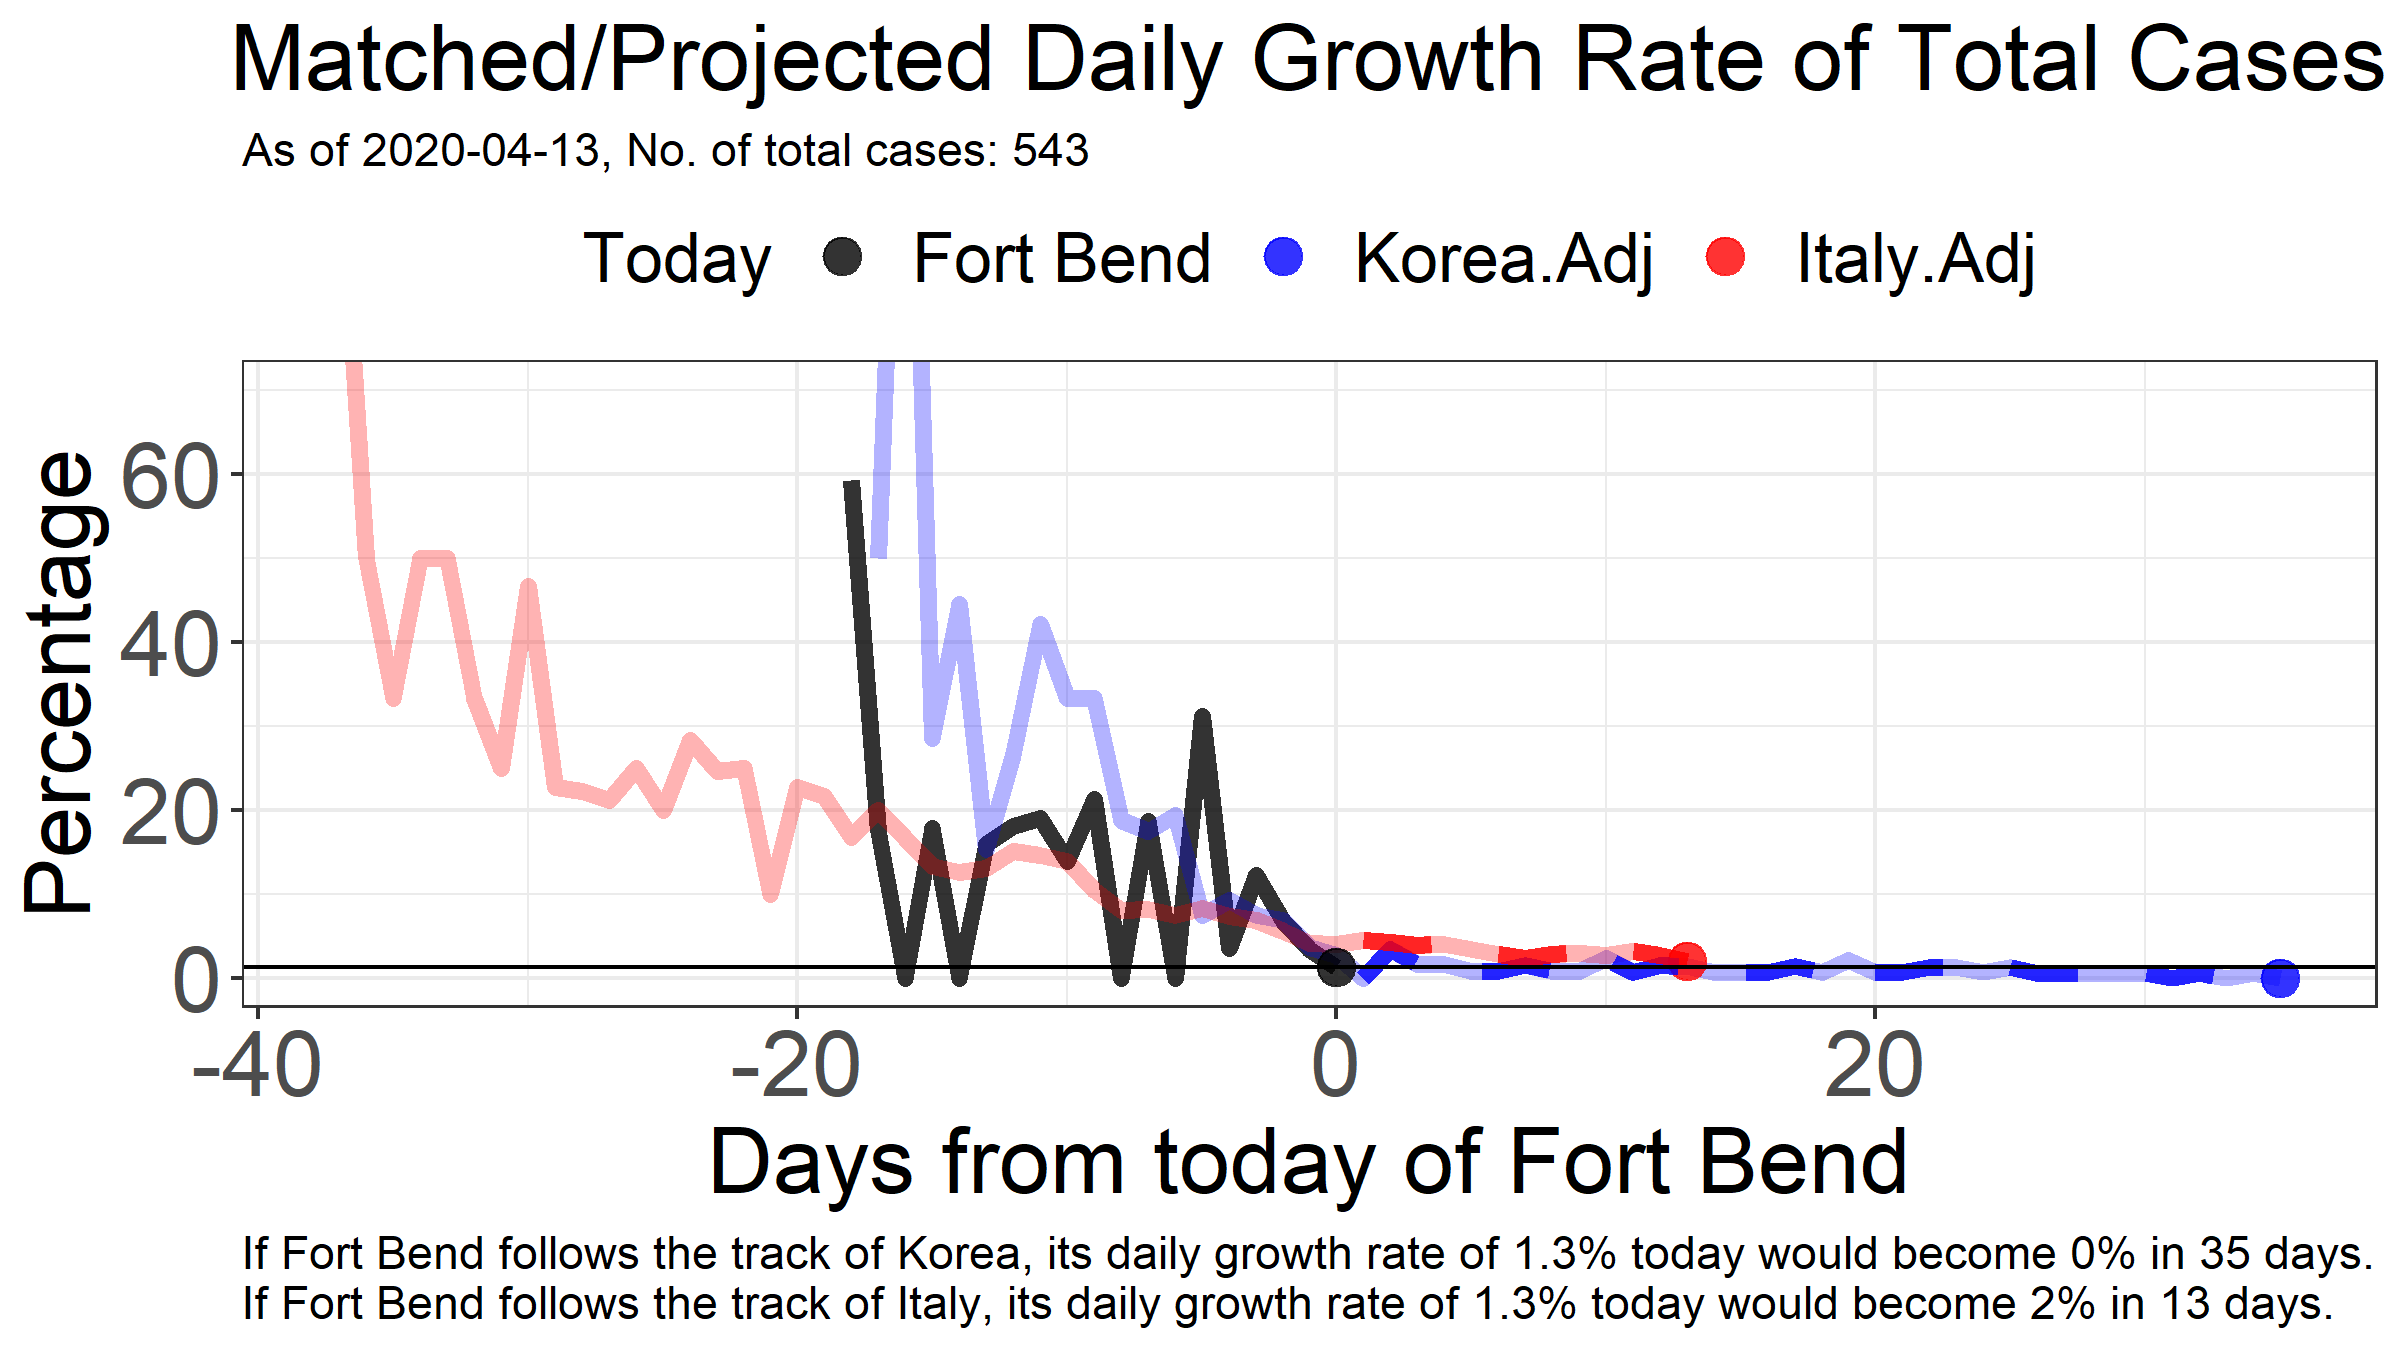 Matched/Projected Daily Growth Rate of Total Cases
As of 2020-04-13, No. of total cases: 543
Today Fort Bend Korea.Adj Italy.Adj
Percentage
60
40
20
0
-40 -20 0 20
Days from today of Fort Bend
If Fort Bend follows the track of Korea, its daily growth rate of 1.3% today would become 0% in 35 days.
If Fort Bend follows the track of Italy, its daily growth rate of 1.3% today would become 2% in 13 days.